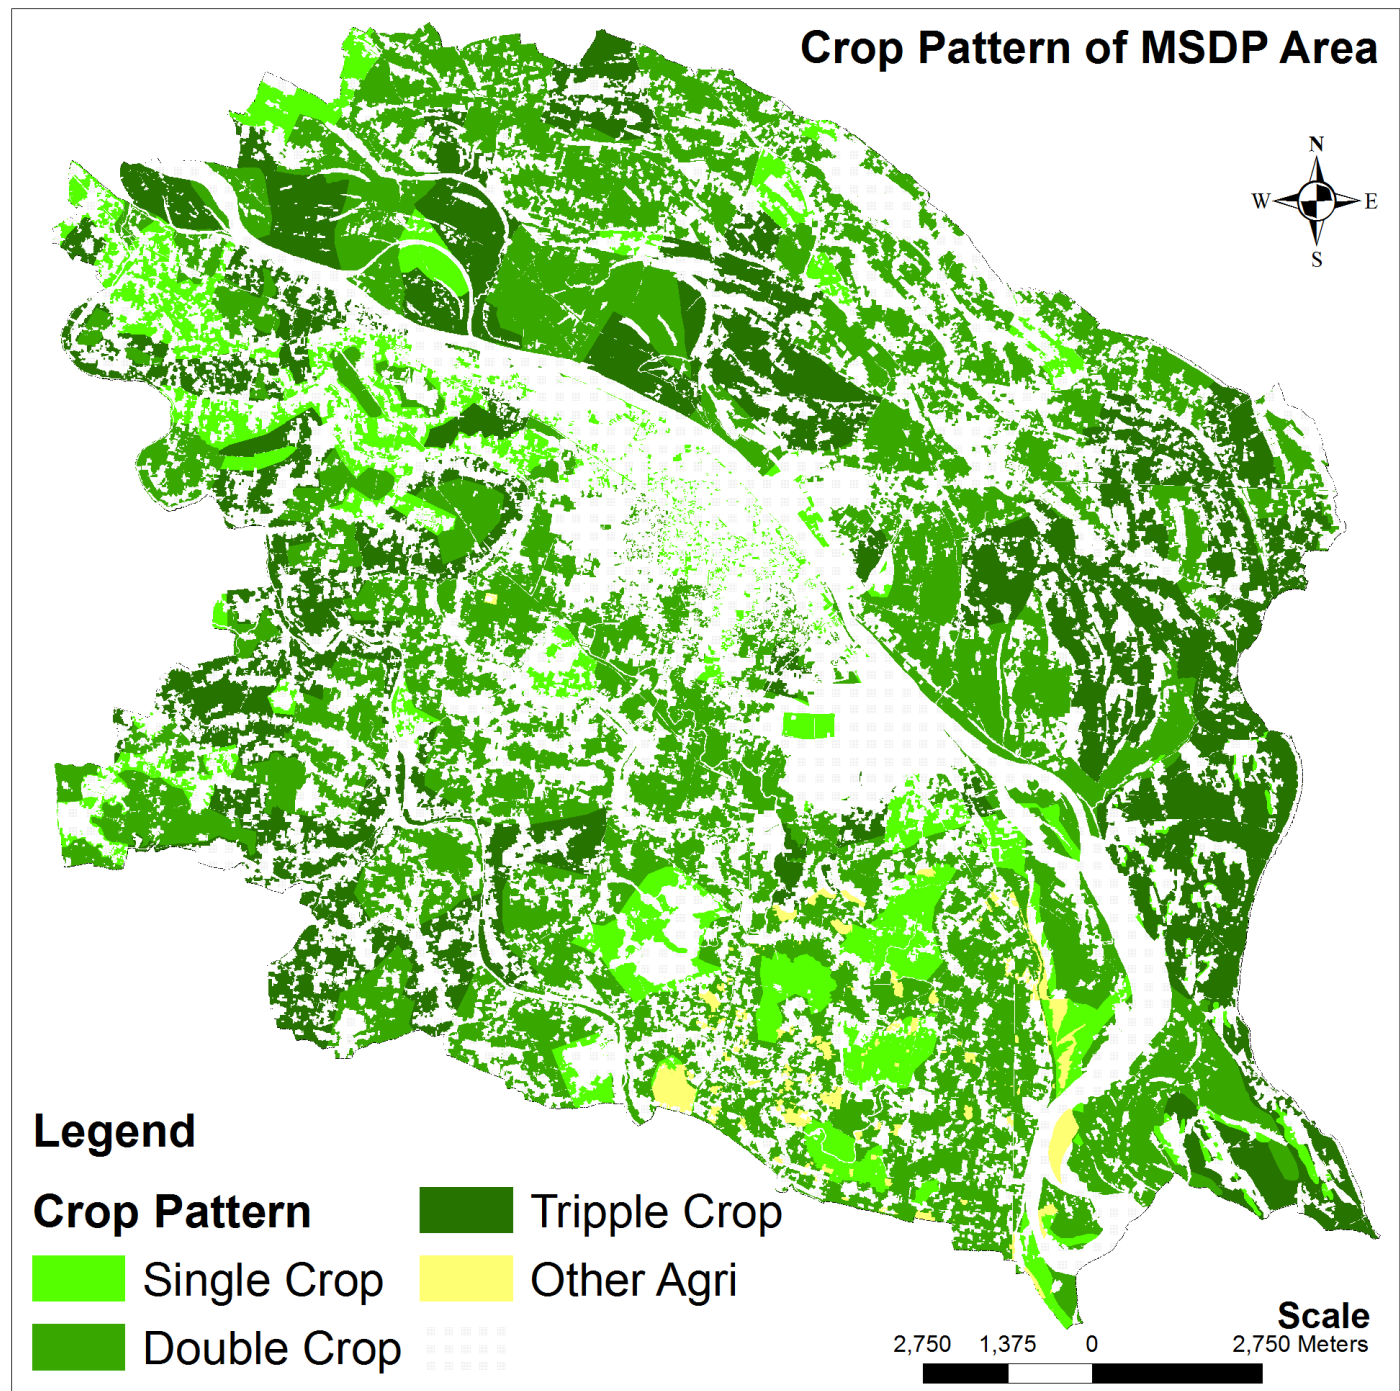 Crop Pattern of MSDP Area
N
W E
S
Legend
Crop Pattern
Single Crop
Double Crop
Tripple Crop
Other Agri
Scale
2,750 1,375 0 2,750 Meters